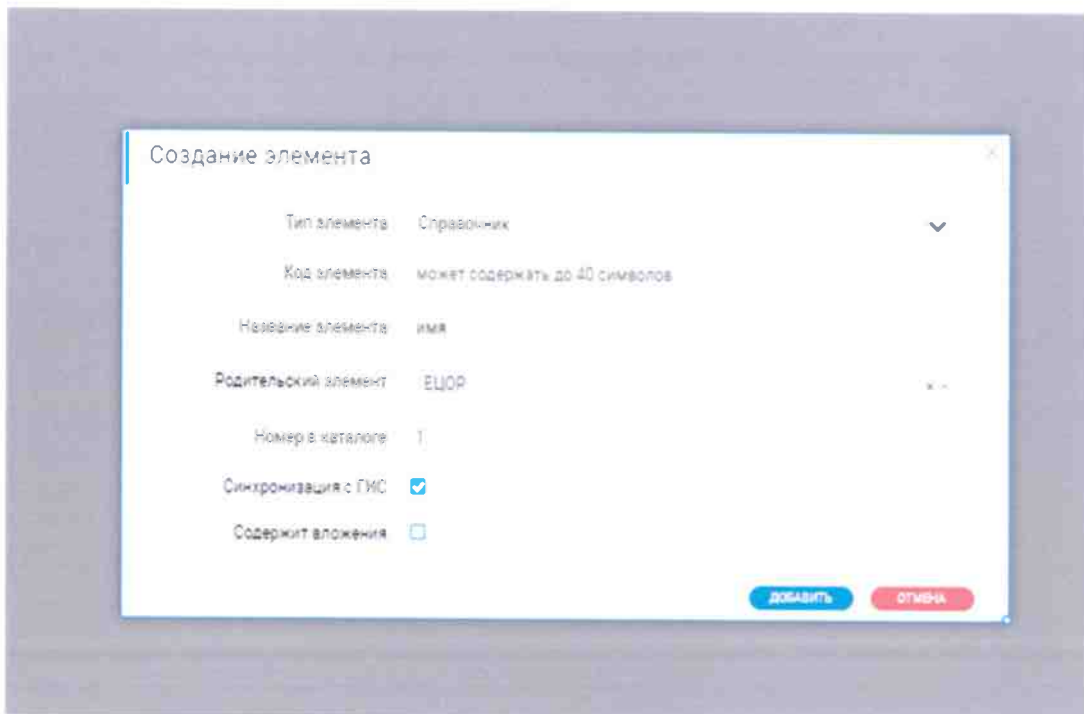 Создание элемента
Тип элемента Справочник
Код элемента может содержать до 40 символов
Название элемента имя
Родительский элемент ЕЦОР
Номер в каталоге 1
Синхронизация с ГИС
Содержит вложения
ДОБАВИТЬ ОТМЕНА